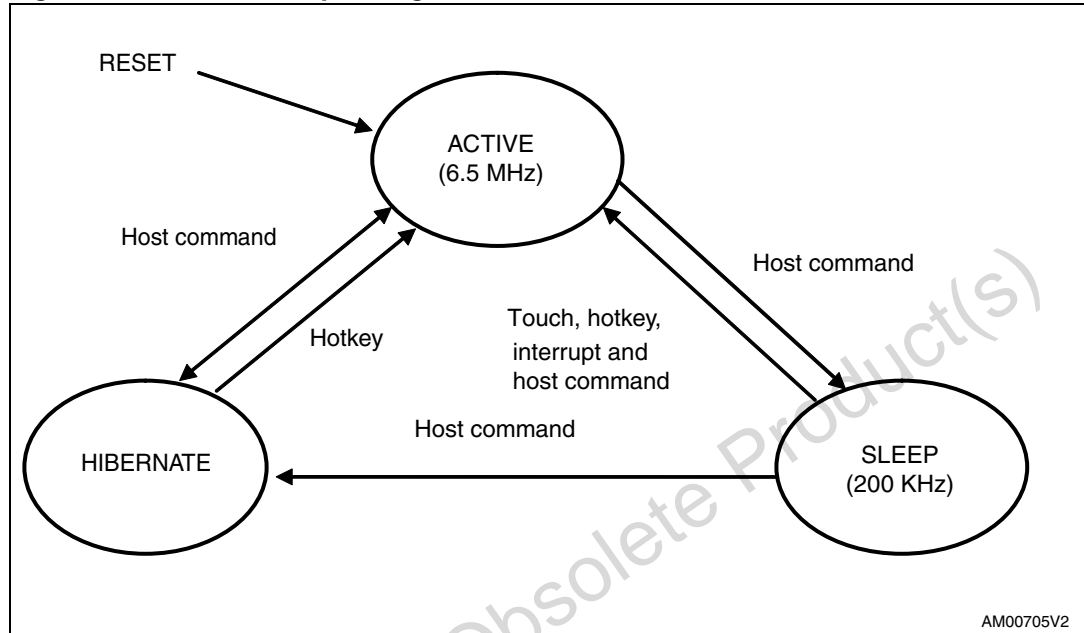 RESET
ACTIVE
(6.5 MHz)
Host command
Host command
Hotkey
Touch, hotkey,
interrupt and
host command
Host command
HIBERNATE
SLEEP
(200 KHz)
Obsolete Product(s)
AM00705V2